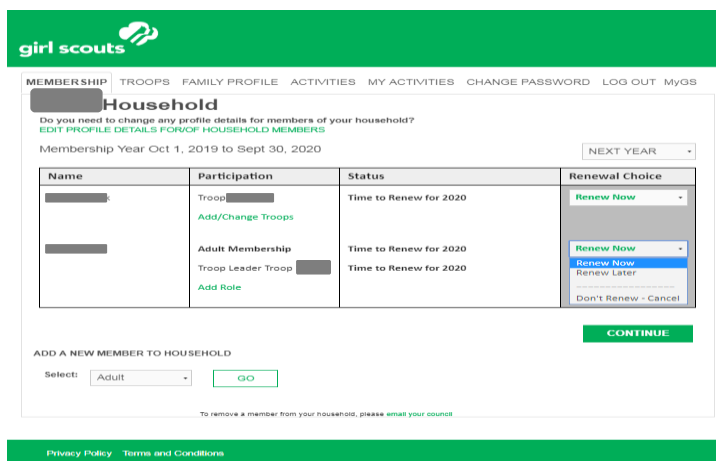 girl scouts
MEMBERSHIP TROOPS FAMILY PROFILE ACTIVITIES MY ACTIVITIES CHANGE PASSWORD LOG OUT MyGS
Household
Do you need to change any profile details for members of your household?
EDIT PROFILE DETAILS FOR/OF HOUSEHOLD MEMBERS
Membership Year Oct 1, 2019 to Sept 30, 2020 NEXT YEAR
Name Participation Status Renewal Choice
Troop Time to Renew for 2020 Renew Now
Add/Change Troops
Adult Membership Time to Renew for 2020 Renew Now
Renew Now
Troop Leader Troop Time to Renew for 2020 Renew Later
Add Role
Don't Renew - Cancel
CONTINUE
ADD A NEW MEMBER TO HOUSEHOLD
Select: Adult GO
To remove a member from your household, please email your council
Privacy Policy Terms and Conditions